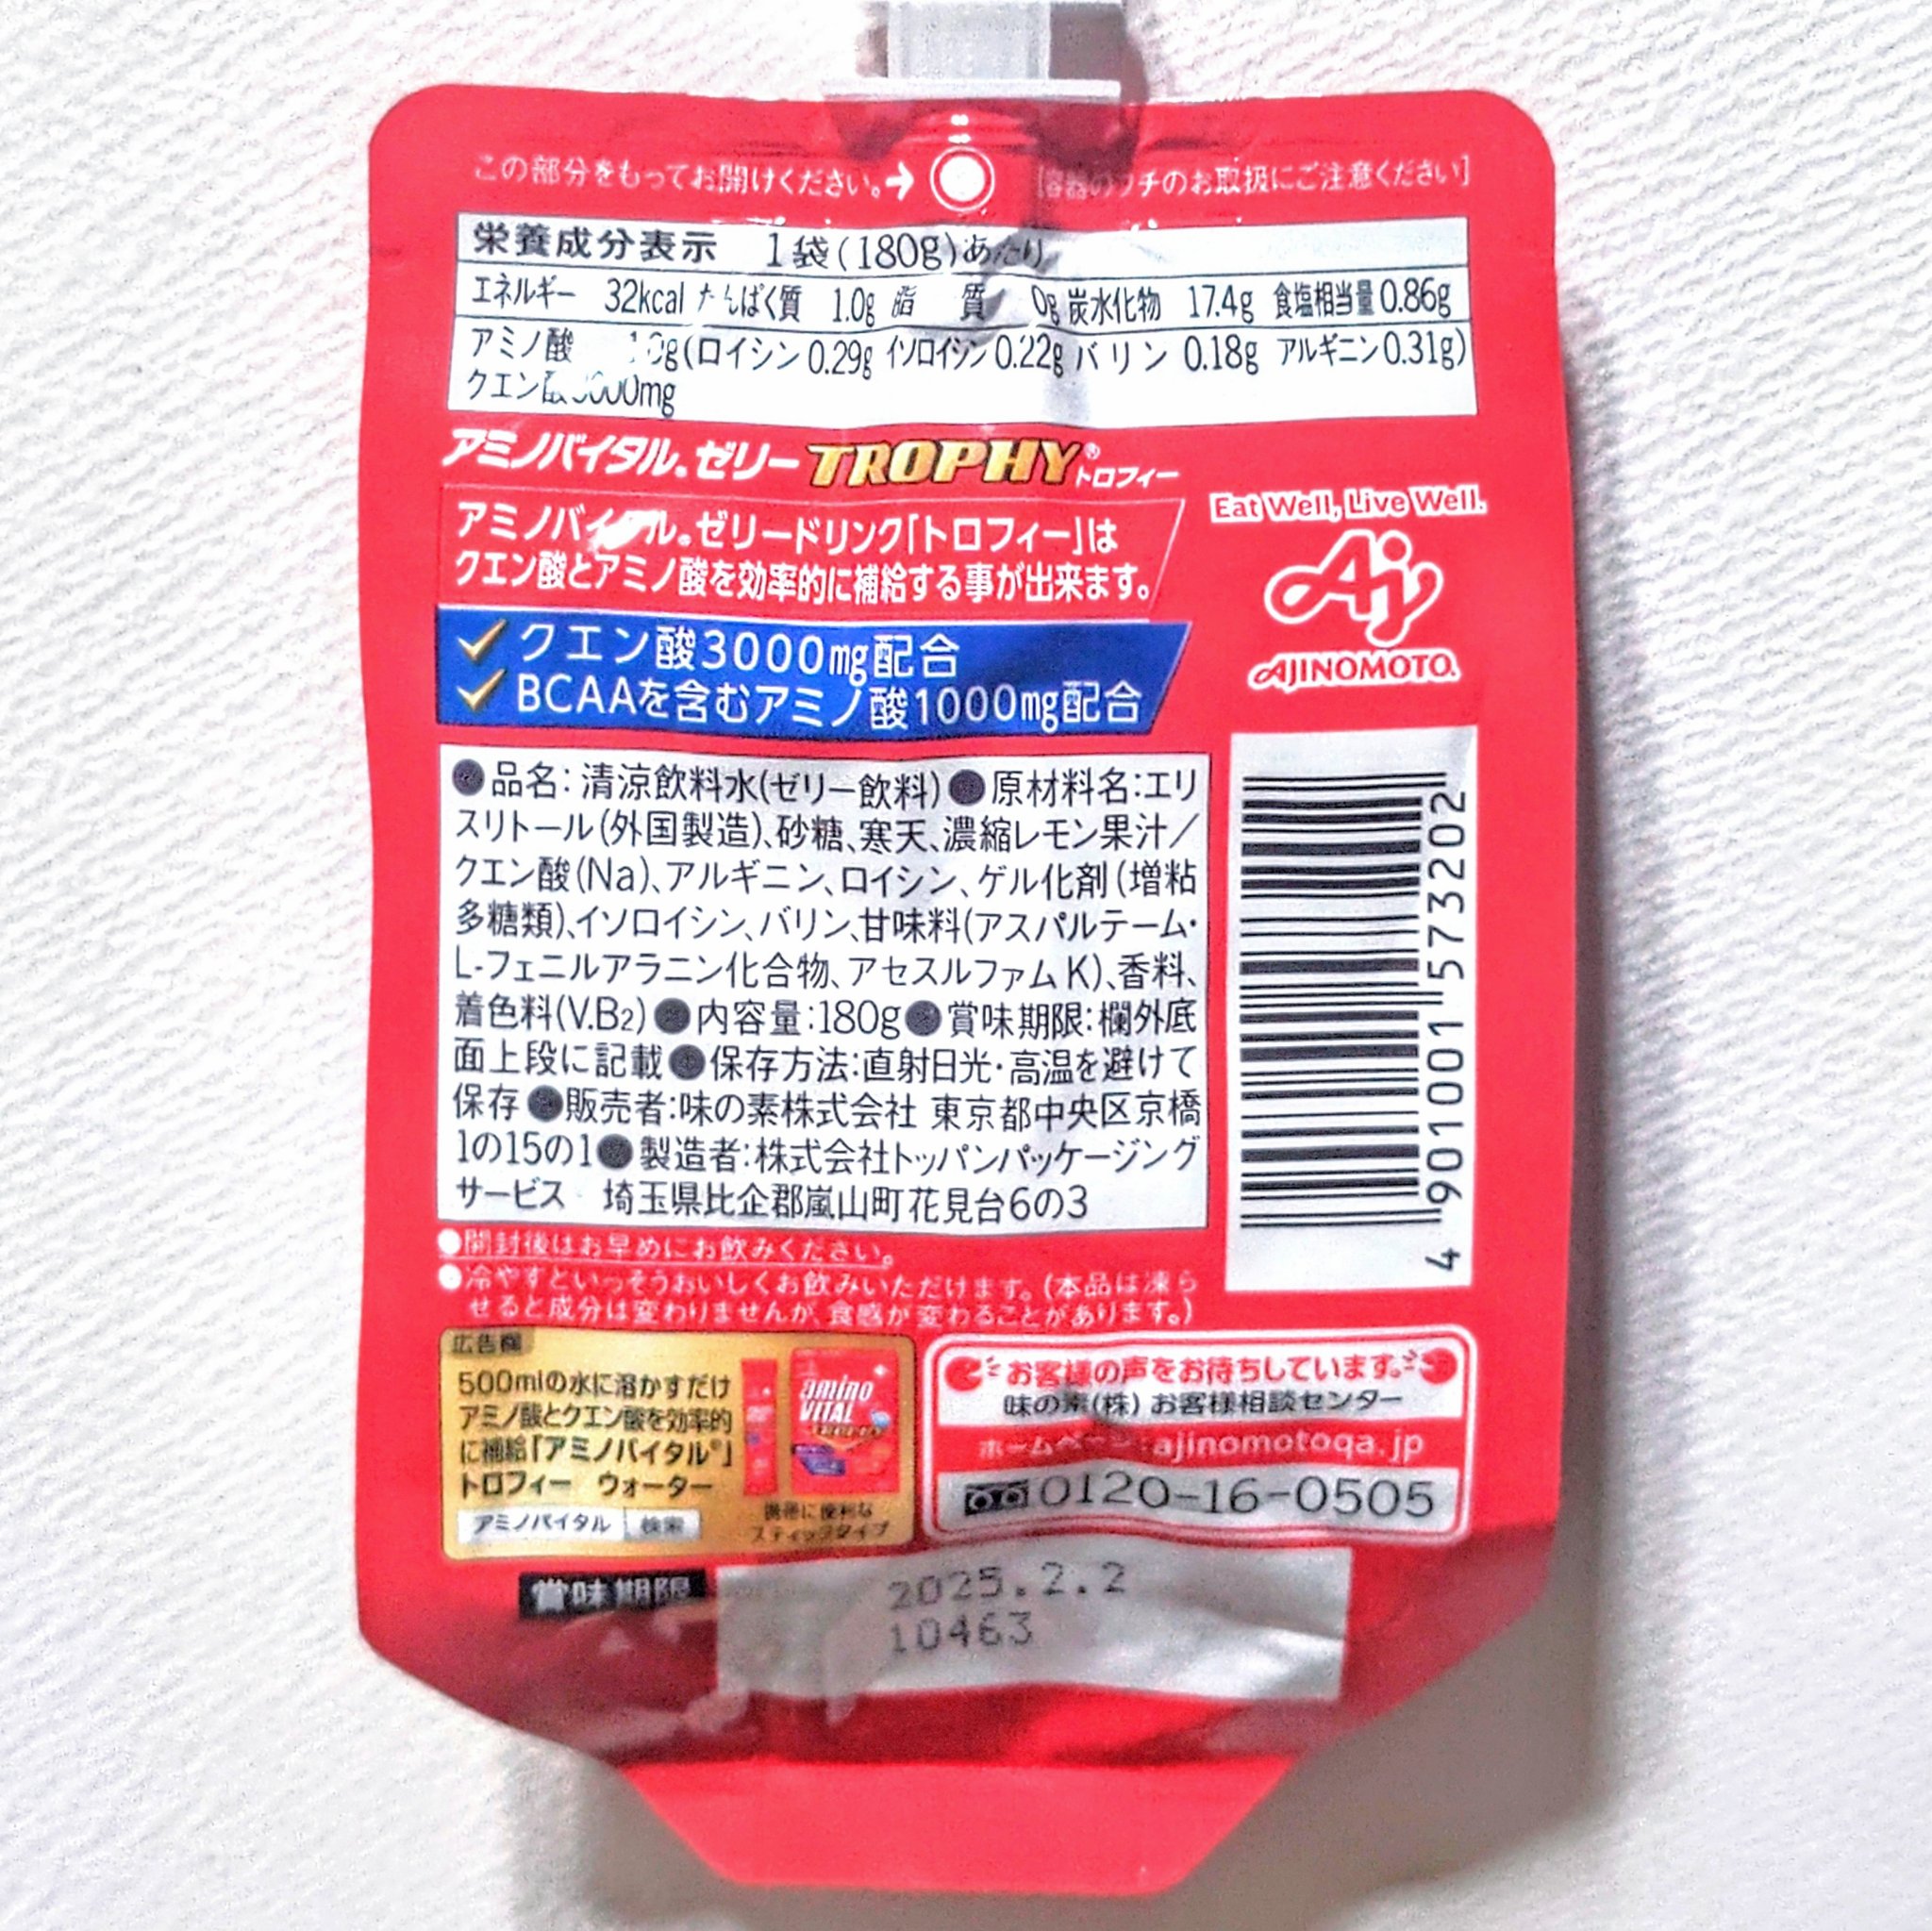 この部分をもってお開けください。→
[容器のフチのお取扱にご注意ください]
栄養成分表示 1袋(180g)あたり
エネルギー 32kcal たんぱく質 1.0g 脂質 0g 炭水化物 17.4g 食塩相当量 0.86g
アミノ酸 1.0g(ロイシン0.29g イソロイシン0.22g バリン 0.18g アルギニン0.31g)
クエン酸3000mg
アミノバイタル®ゼリー TROPHY®トロフィー
アミノバイタル®ゼリードリンク「トロフィー」は
クエン酸とアミノ酸を効率的に補給する事が出来ます。
✓クエン酸3000mg配合
✓BCAAを含むアミノ酸1000mg配合
Eat Well, Live Well.
Aj
AJINOMOTO®
●品名:清涼飲料水(ゼリー飲料)●原材料名:エリ
スリトール(外国製造)、砂糖、寒天、濃縮レモン果汁/
クエン酸(Na)、アルギニン、ロイシン、ゲル化剤(増粘
多糖類)、イソロイシン、バリン、甘味料(アスパルテーム・
L-フェニルアラニン化合物、アセスルファムK)、香料、
着色料(V.B2)●内容量:180g●賞味期限:欄外底
面上段に記載●保存方法:直射日光・高温を避けて
保存●販売者:味の素株式会社 東京都中央区京橋
1の15の1●製造者:株式会社トッパンパッケージング
サービス 埼玉県比企郡嵐山町花見台6の3
4 901001 573202
●開封後はお早めにお飲みください。
●冷やすといっそうおいしくお飲みいただけます。(本品は凍ら
せると成分は変わりませんが、食感が変わることがあります。)
広告欄
500mlの水に溶かすだけ
アミノ酸とクエン酸を効率的
に補給「アミノバイタル®」
トロフィー ウォーター
アミノバイタル 検索
amino
VITAL
携帯に便利な
スティックタイプ
お客様の声をお待ちしています。
味の素(株)お客様相談センター
ホームページ:ajinomotoqa.jp
0120-16-0505
賞味期限
2025.2.2
10463